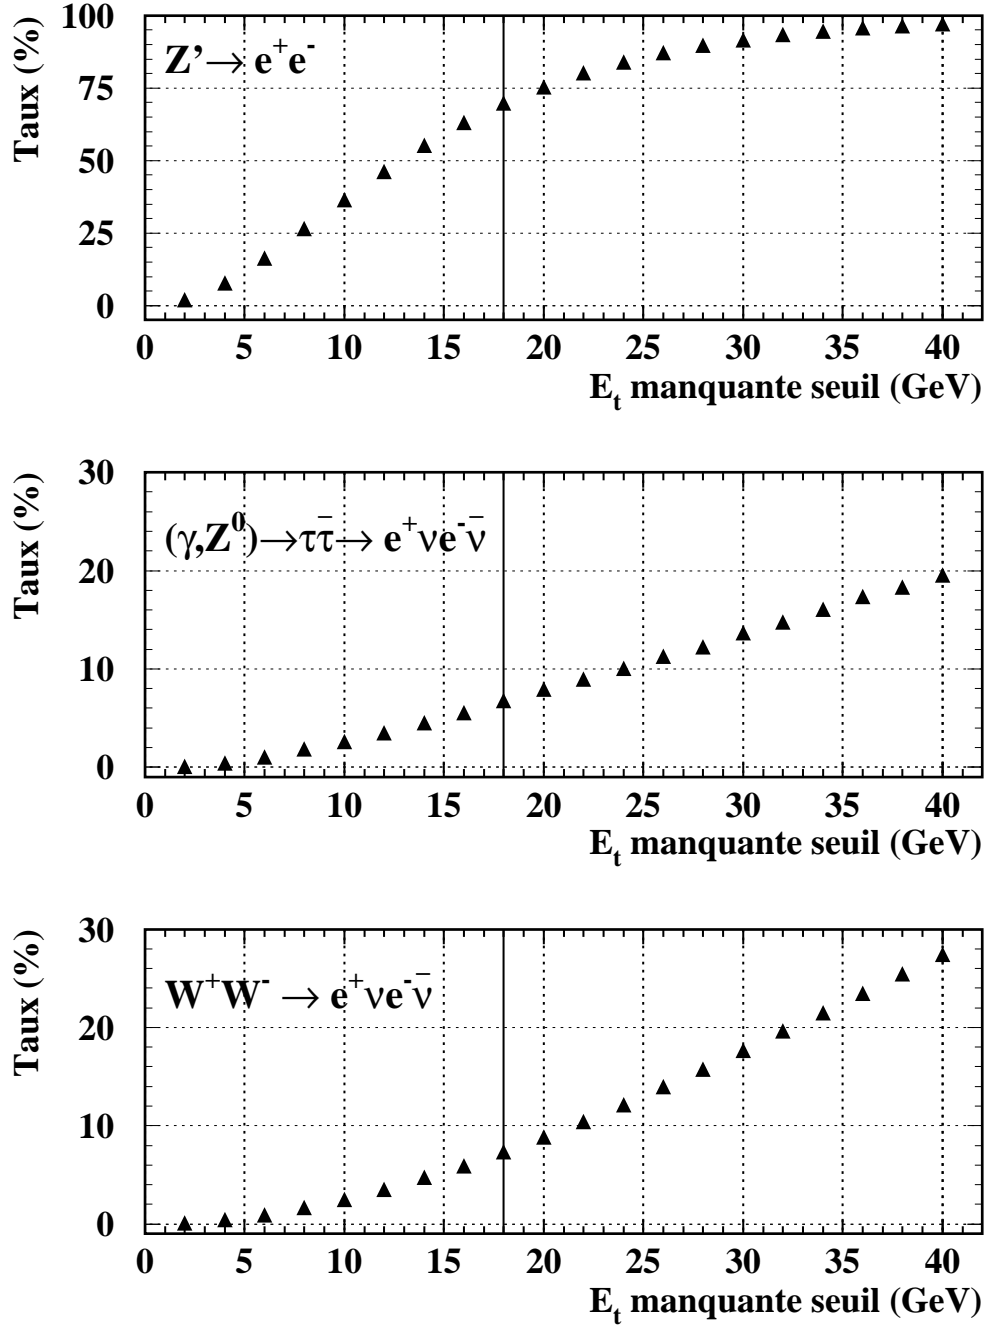 Taux (%)
100
75
50
25
0
Z’→ e⁺e⁻
0 5 10 15 20 25 30 35 40
Eₜ manquante seuil (GeV)
Taux (%)
30
20
10
0
(γ,Z⁰)→ττ̄→ e⁺νe⁻ν̄
0 5 10 15 20 25 30 35 40
Eₜ manquante seuil (GeV)
Taux (%)
30
20
10
0
W⁺W⁻ → e⁺νe⁻ν̄
0 5 10 15 20 25 30 35 40
Eₜ manquante seuil (GeV)